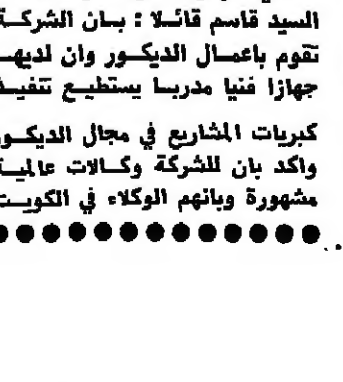 السيد قاسم قائلا : بان الشركة
تقوم باعمال الديكور وان لديها
جهازا فنيا مدربا يستطيع تنفيذ
كبريات المشاريع في مجال الديكور
واكد بان للشركة وكالات عالمية
مشهورة وبانهم الوكلاء في الكويت